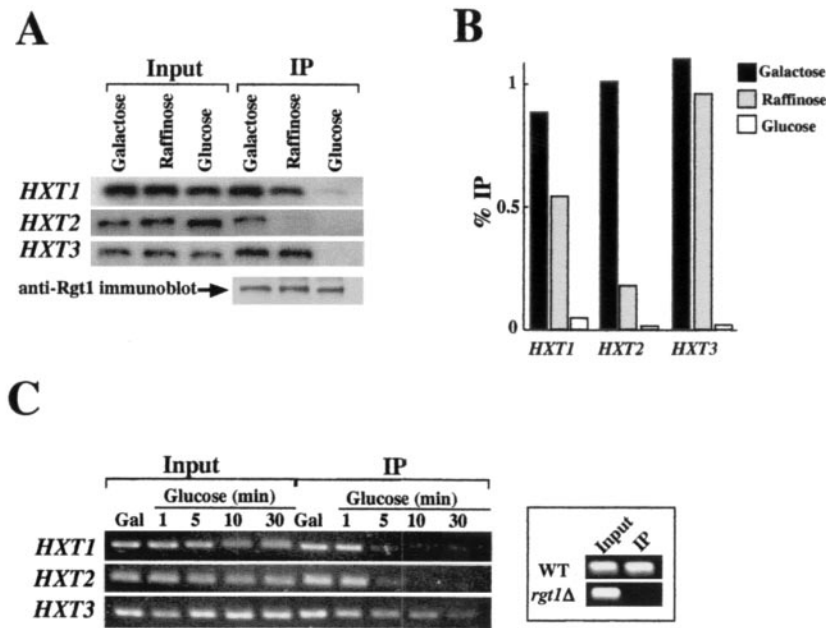 A
Input IP
Galactose Raffinose Glucose Galactose Raffinose Glucose
HXT1
HXT2
HXT3
anti-Rgt1 immunoblot
B
% IP
1
0.5
0
HXT1 HXT2 HXT3
Galactose
Raffinose
Glucose
C
Input IP
Glucose (min) Glucose (min)
Gal 1 5 10 30 Gal 1 5 10 30
HXT1
HXT2
HXT3
Input IP
WT
rgt1Δ